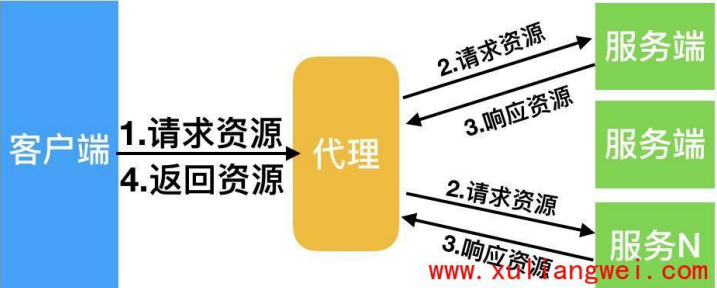 客户端
1.请求资源
4.返回资源
代理
2.请求资源
3.响应资源
服务端
服务端
2.请求资源
3.响应资源
服务N
www.xuliangwei.com